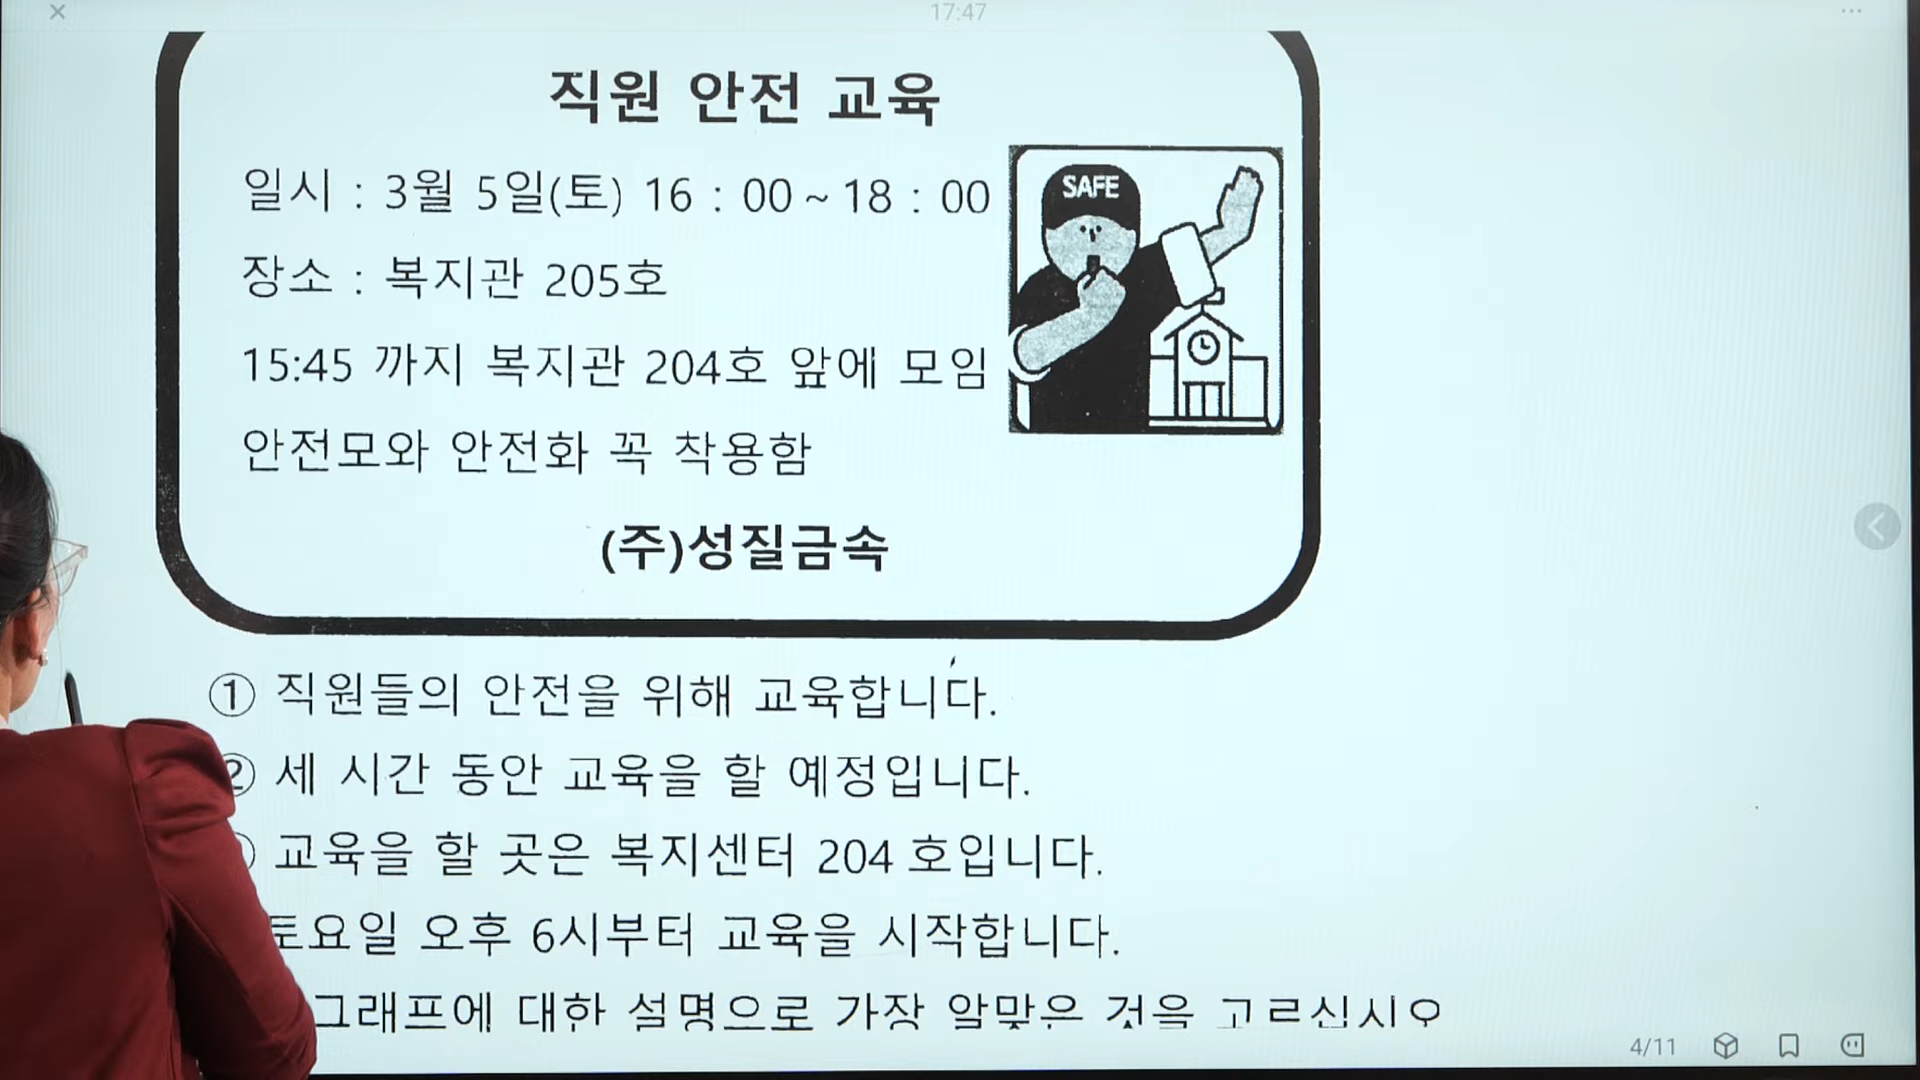 17:47
직원 안전 교육
일시 : 3월 5일(토) 16 : 00 ~ 18 : 00
SAFE
장소 : 복지관 205호
15:45 까지 복지관 204호 앞에 모임
안전모와 안전화 꼭 착용함
(주)성질금속
① 직원들의 안전을 위해 교육합니다.
② 세 시간 동안 교육을 할 예정입니다.
교육을 할 곳은 복지센터 204 호입니다.
토요일 오후 6시부터 교육을 시작합니다.
그래프에 대한 설명으로 가장 알맞은 것을 고르십시오
4/11